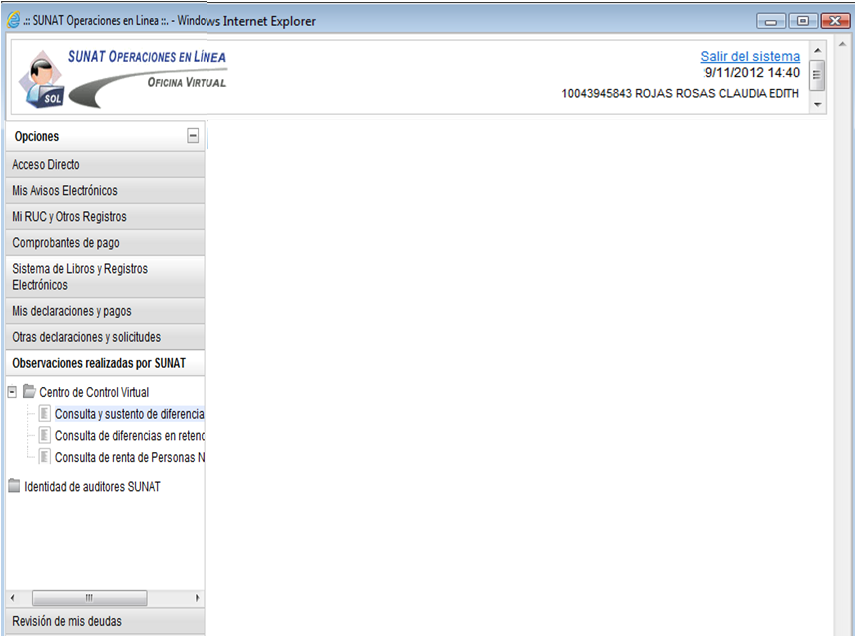 .:: SUNAT Operaciones en Linea ::. - Windows Internet Explorer
SUNAT OPERACIONES EN LÍNEA
OFICINA VIRTUAL
SOL
Salir del sistema
9/11/2012 14:40
10043945843 ROJAS ROSAS CLAUDIA EDITH
Opciones
Acceso Directo
Mis Avisos Electrónicos
Mi RUC y Otros Registros
Comprobantes de pago
Sistema de Libros y Registros
Electrónicos
Mis declaraciones y pagos
Otras declaraciones y solicitudes
Observaciones realizadas por SUNAT
Centro de Control Virtual
Consulta y sustento de diferencia
Consulta de diferencias en retenc
Consulta de renta de Personas N
Identidad de auditores SUNAT
Revisión de mis deudas